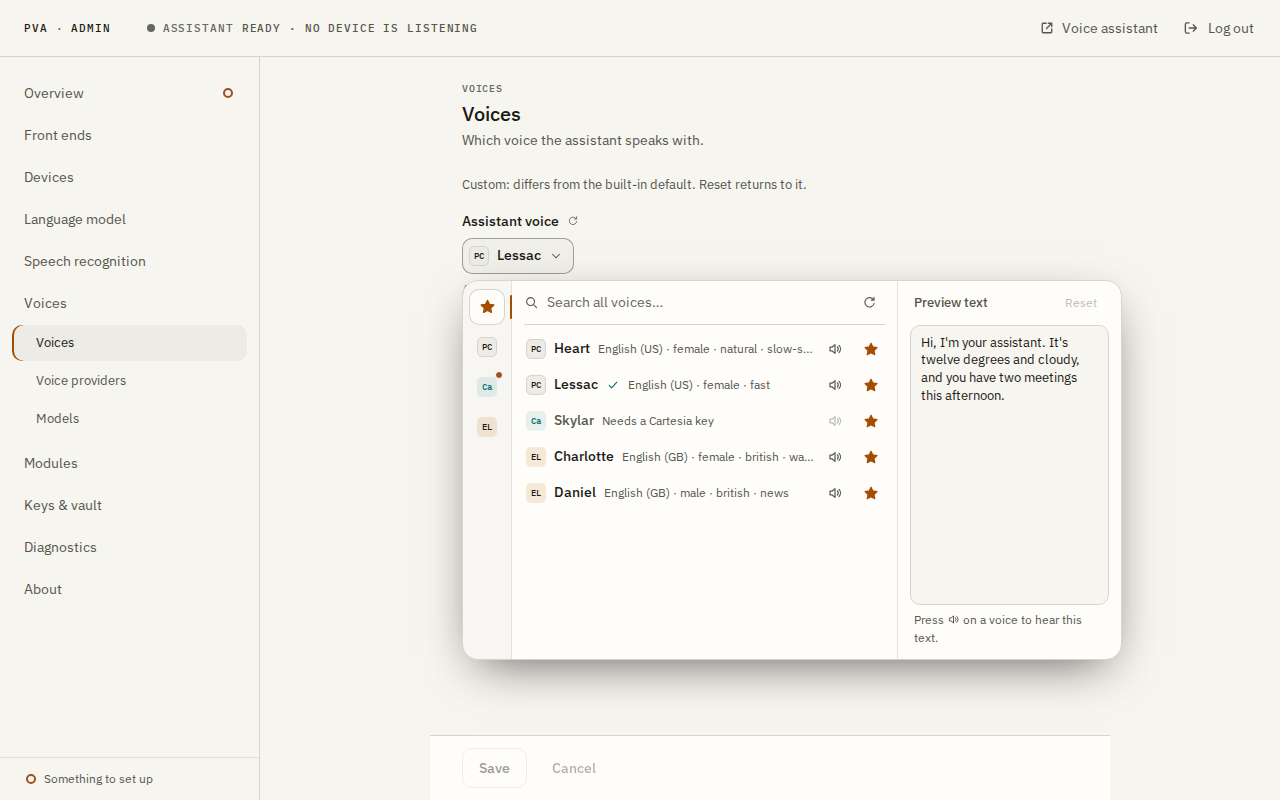 PVA · ADMIN
ASSISTANT READY · NO DEVICE IS LISTENING
Voice assistant
Log out
Overview
Front ends
Devices
Language model
Speech recognition
Voices
Voices
Voice providers
Models
Modules
Keys & vault
Diagnostics
About
Something to set up
VOICES
Voices
Which voice the assistant speaks with.
Custom: differs from the built-in default. Reset returns to it.
Assistant voice
PC Lessac
PC
Ca
EL
Search all voices...
PC Heart English (US) · female · natural · slow-s...
PC Lessac English (US) · female · fast
Ca Skylar Needs a Cartesia key
EL Charlotte English (GB) · female · british · wa...
EL Daniel English (GB) · male · british · news
Preview text
Reset
Hi, I'm your assistant. It's
twelve degrees and cloudy,
and you have two meetings
this afternoon.
Press on a voice to hear this
text.
Save
Cancel